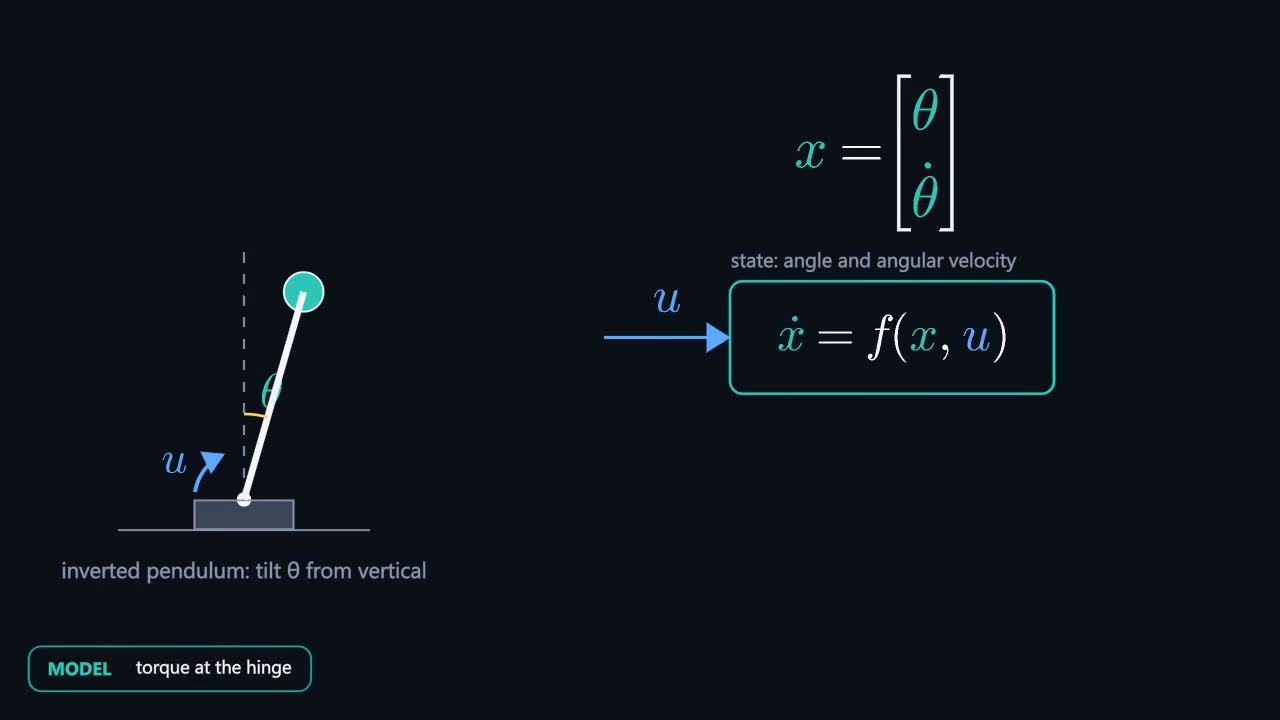 x = [θ
θ̇]
state: angle and angular velocity
u
ẋ = f(x, u)
θ
u
inverted pendulum: tilt θ from vertical
MODEL torque at the hinge